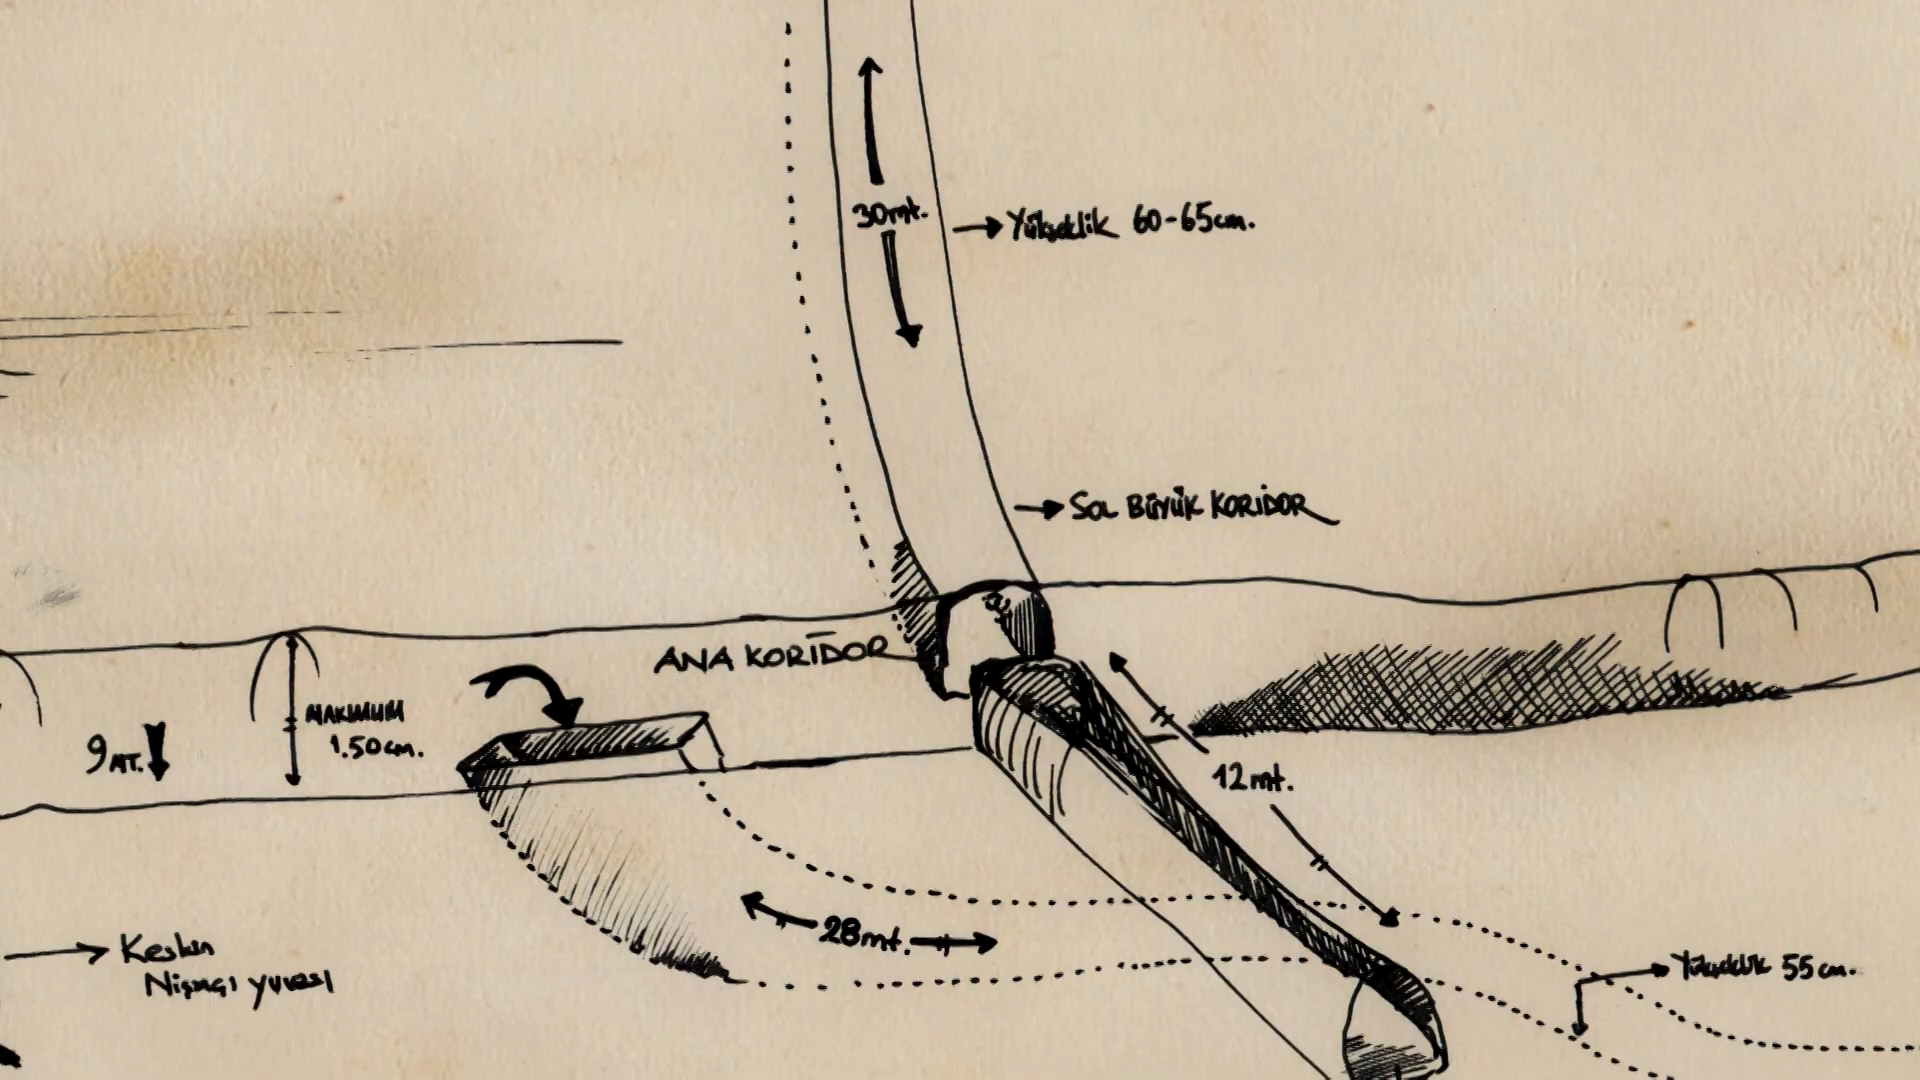 30mt.
Yükseklik 60-65cm.
SOL BÜYÜK KORİDOR
ANA KORİDOR
MAKIMUM
1.50cm.
9MT.
12mt.
28mt.
Keskin
Nişancı yuvası
Yükseklik 55cm.